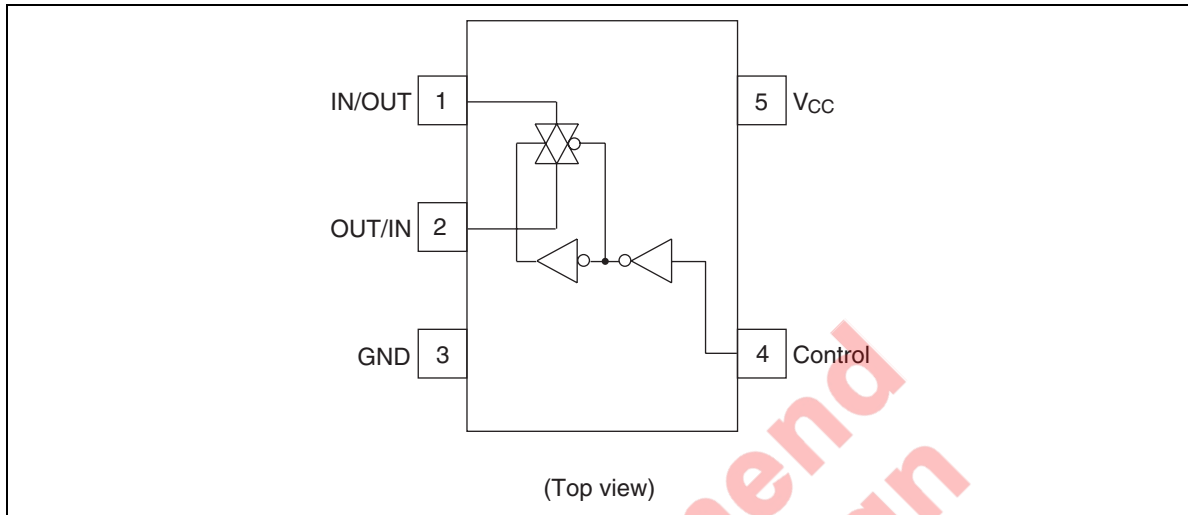 IN/OUT 1
5 VCC
OUT/IN 2
GND 3
4 Control
(Top view)